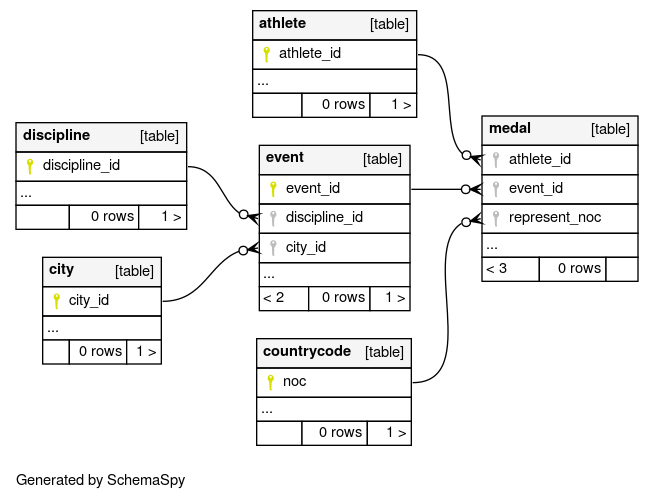 athlete [table]
athlete_id
...
0 rows 1 >
discipline [table]
discipline_id
...
0 rows 1 >
event [table]
event_id
discipline_id
city_id
...
< 2 0 rows 1 >
medal [table]
athlete_id
event_id
represent_noc
...
< 3 0 rows
city [table]
city_id
...
0 rows 1 >
countrycode [table]
noc
...
0 rows 1 >
Generated by SchemaSpy